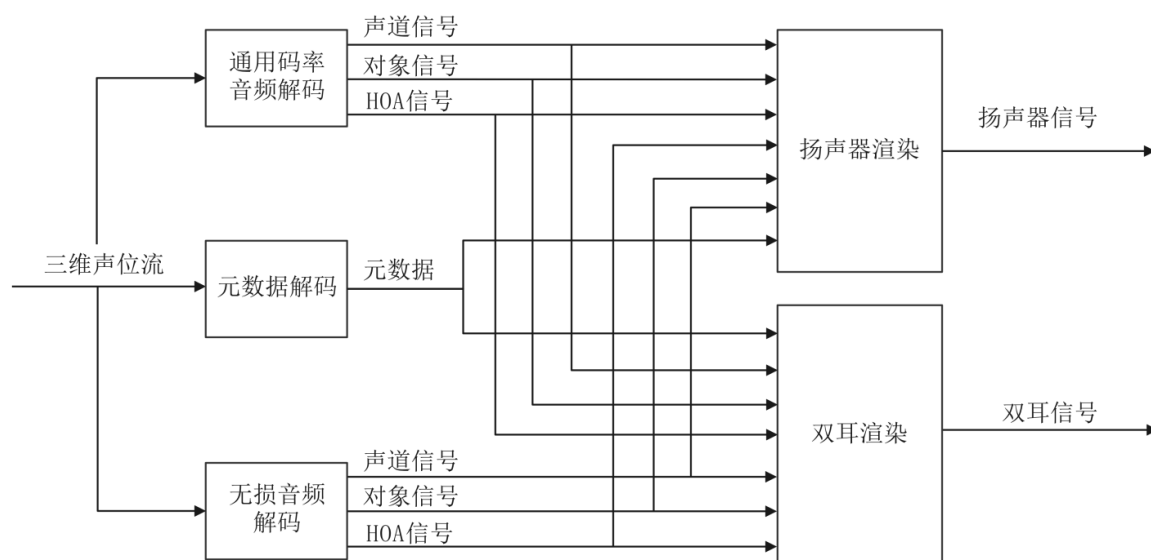 声道信号
通用码率
音频解码
对象信号
HOA信号
扬声器渲染
扬声器信号
三维声位流
元数据解码
元数据
双耳渲染
双耳信号
声道信号
无损音频
解码
对象信号
HOA信号